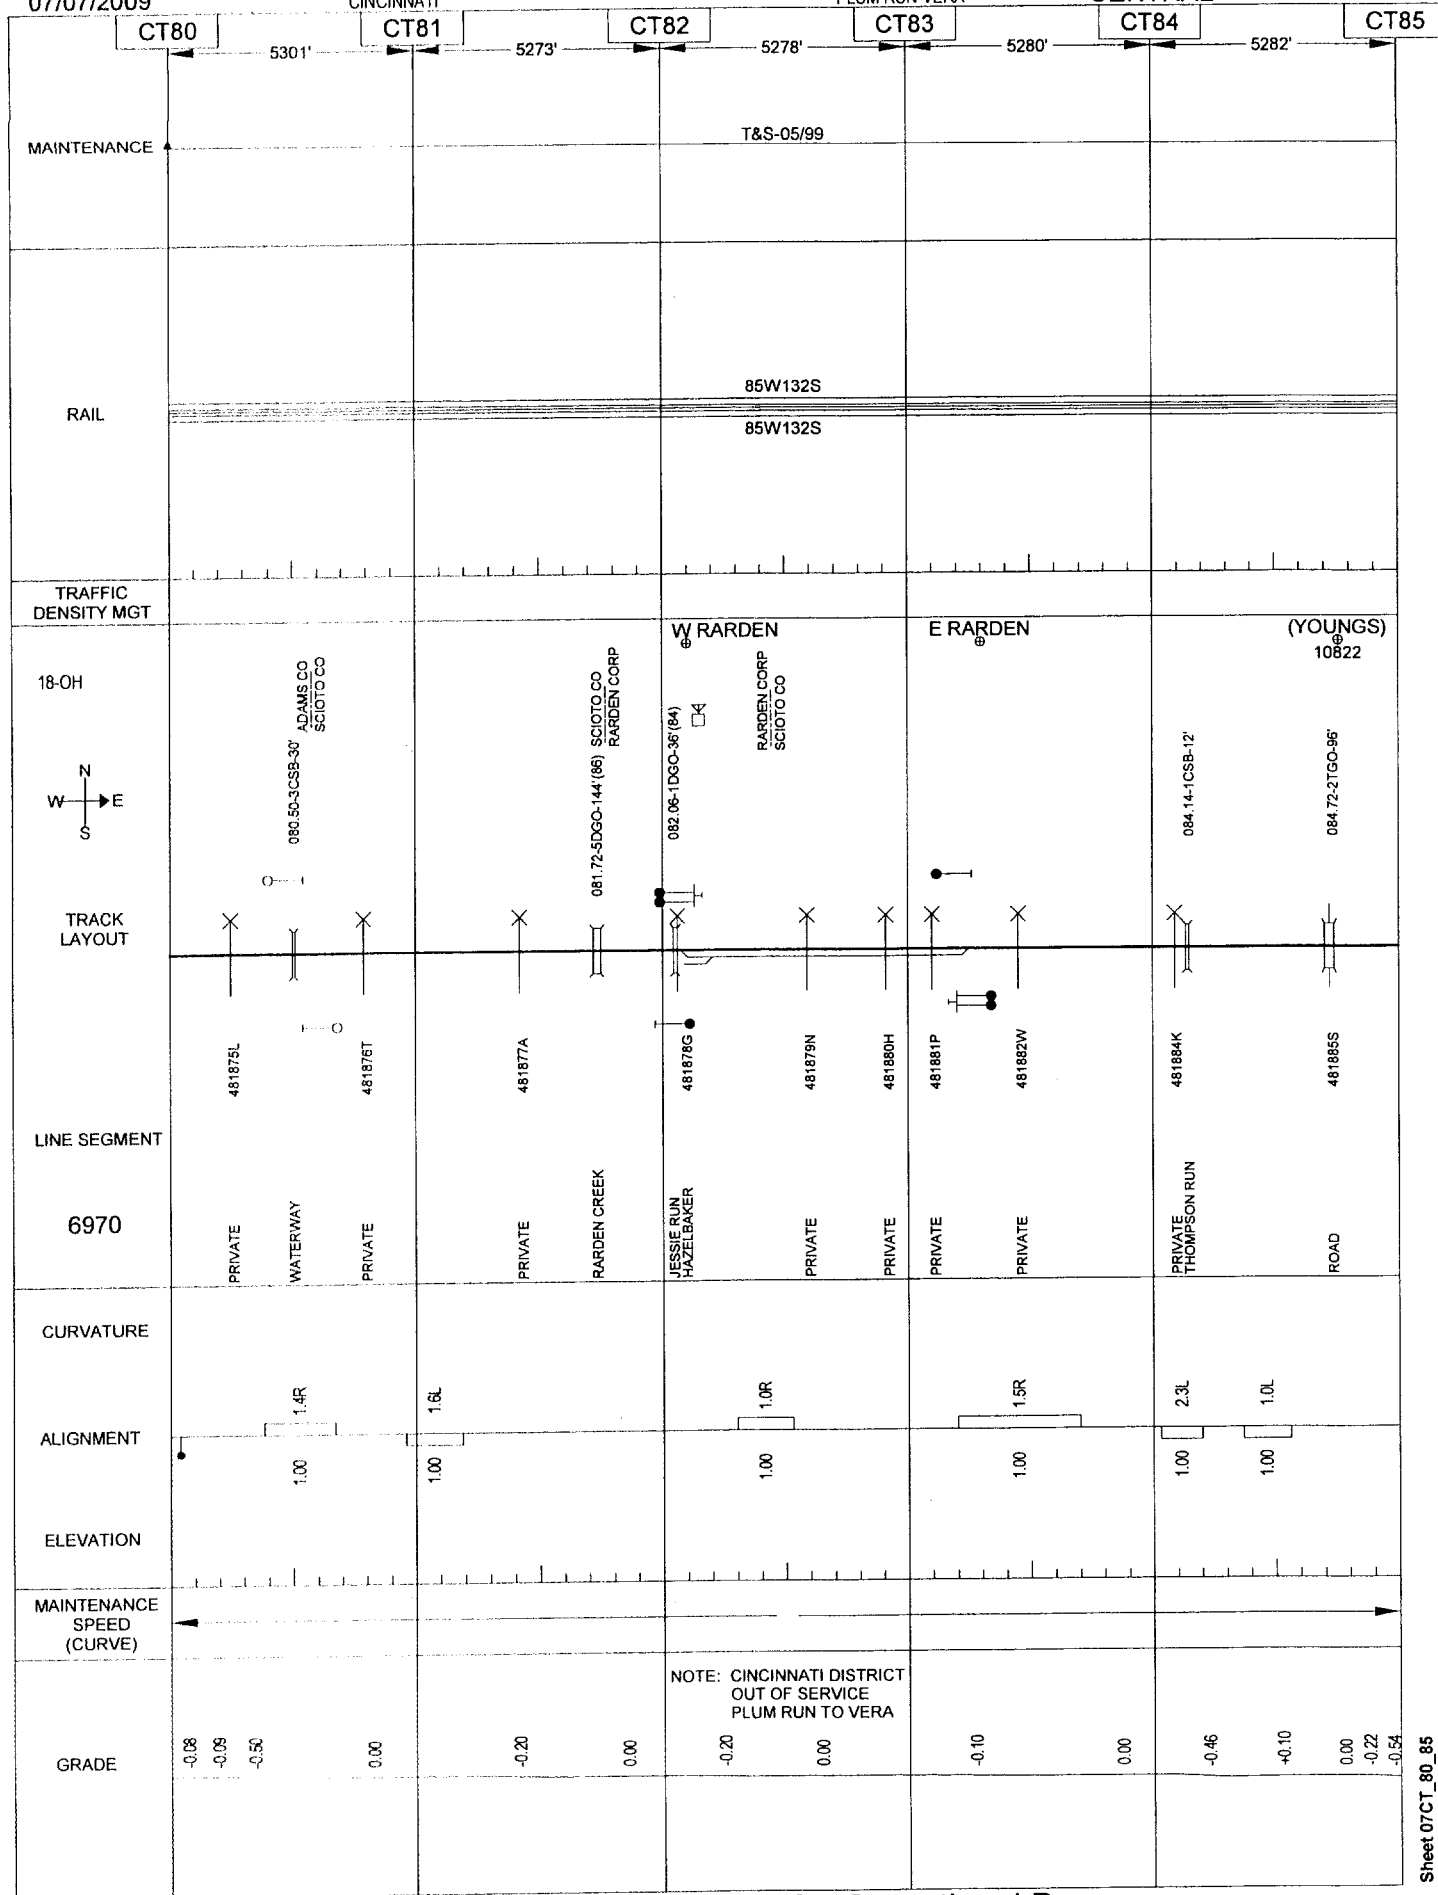 07/07/2009
CINCINNATI
CT80
CT81
CT82
CT83
CT84
CT85
5301'
5273'
5278'
5280'
5282'
MAINTENANCE
T&S-05/99
RAIL
85W132S
85W132S
TRAFFIC
DENSITY MGT
18-OH
W RARDEN
E RARDEN
(YOUNGS)
10822
N
W E
S
080.50-3CSB-30'
ADAMS CO
SCIOTO CO
081.72-5DGO-144'(86)
SCIOTO CO
RARDEN CORP
082.06-1DGO-36'(84)
RARDEN CORP
SCIOTO CO
084.14-1CSB-12'
084.72-2TGO-96'
TRACK
LAYOUT
481875L
481876T
481877A
481878G
481879N
481880H
481881P
481882W
481884K
481885S
LINE SEGMENT
6970
PRIVATE
WATERWAY
PRIVATE
PRIVATE
RARDEN CREEK
JESSIE RUN
HAZELBAKER
PRIVATE
PRIVATE
PRIVATE
PRIVATE
PRIVATE
THOMPSON RUN
ROAD
CURVATURE
1.4R
1.6L
1.0R
1.5R
2.3L
1.0L
ALIGNMENT
1.00
1.00
1.00
1.00
1.00
1.00
ELEVATION
MAINTENANCE
SPEED
(CURVE)
NOTE: CINCINNATI DISTRICT
OUT OF SERVICE
PLUM RUN TO VERA
GRADE
-0.08
-0.09
-0.50
0.00
-0.20
0.00
-0.20
0.00
-0.10
0.00
-0.46
+0.10
0.00
-0.22
-0.54
Sheet 07CT_80_85